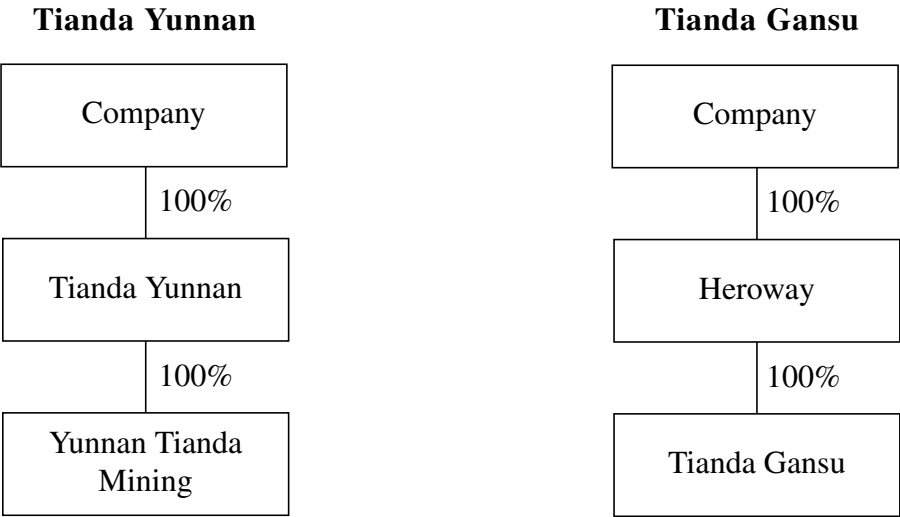 Tianda Yunnan
Company
100%
Tianda Yunnan
100%
Yunnan Tianda
Mining
Tianda Gansu
Company
100%
Heroway
100%
Tianda Gansu